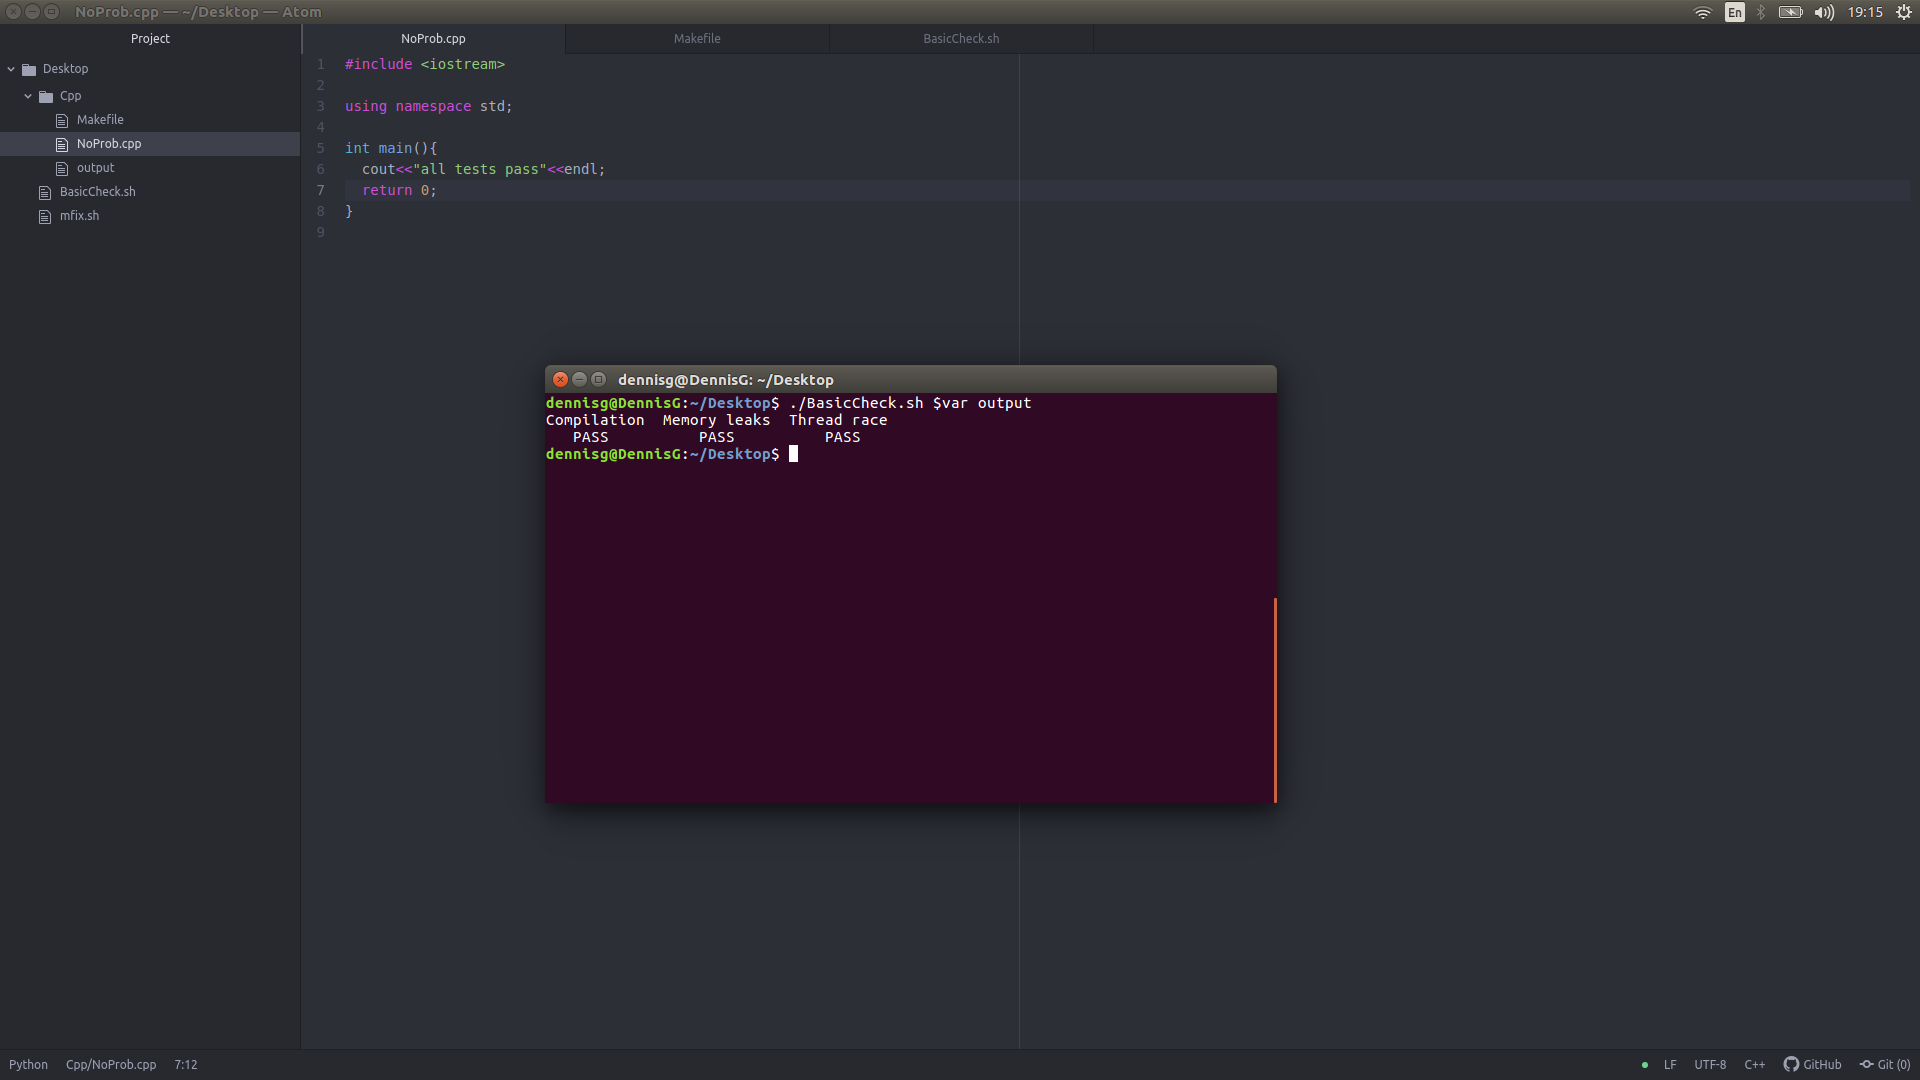 NoProb.cpp — ~/Desktop — Atom
En
19:15
Project
NoProb.cpp
Makefile
BasicCheck.sh
Desktop
Cpp
Makefile
NoProb.cpp
output
BasicCheck.sh
mfix.sh
1 #include <iostream>
2
3 using namespace std;
4
5 int main(){
6 cout<<"all tests pass"<<endl;
7 return 0;
8 }
9
dennisg@DennisG: ~/Desktop
dennisg@DennisG:~/Desktop$ ./BasicCheck.sh $var output
Compilation Memory leaks Thread race
PASS PASS PASS
dennisg@DennisG:~/Desktop$
Python Cpp/NoProb.cpp 7:12
LF UTF-8 C++ GitHub Git (0)